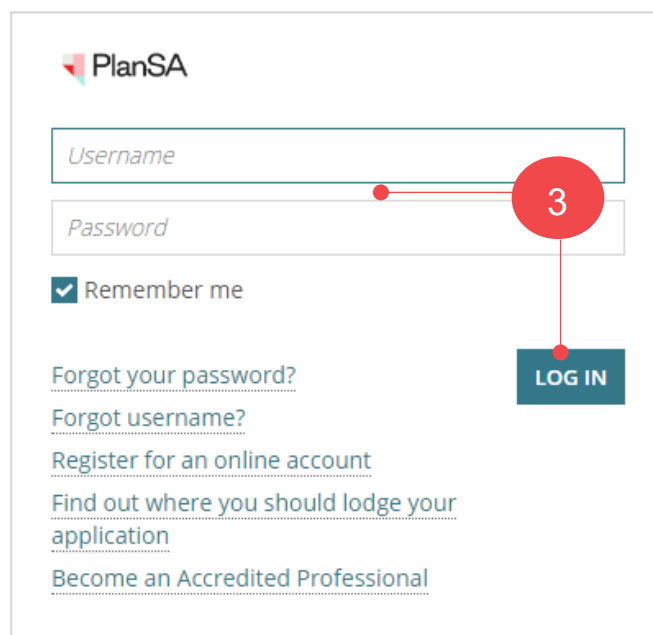 PlanSA
Username
3
Password
Remember me
Forgot your password?
LOG IN
Forgot username?
Register for an online account
Find out where you should lodge your
application
Become an Accredited Professional